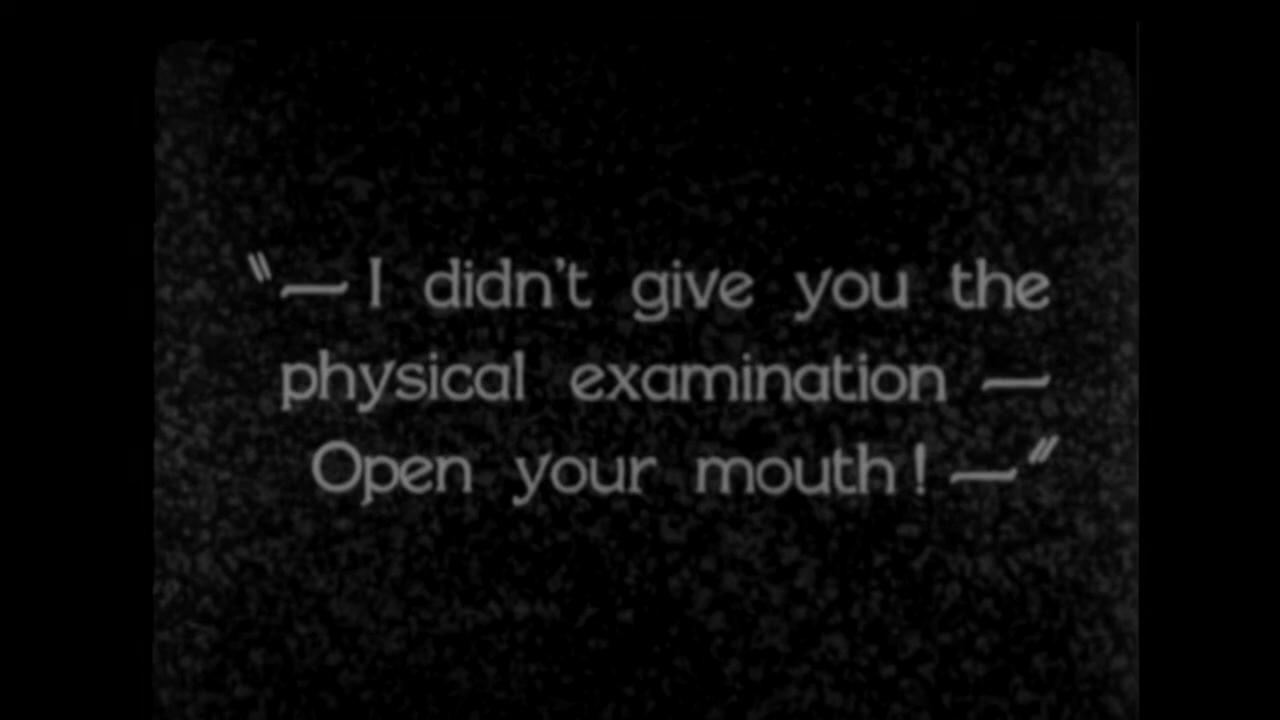 "— I didn't give you the
physical examination —
Open your mouth! —"